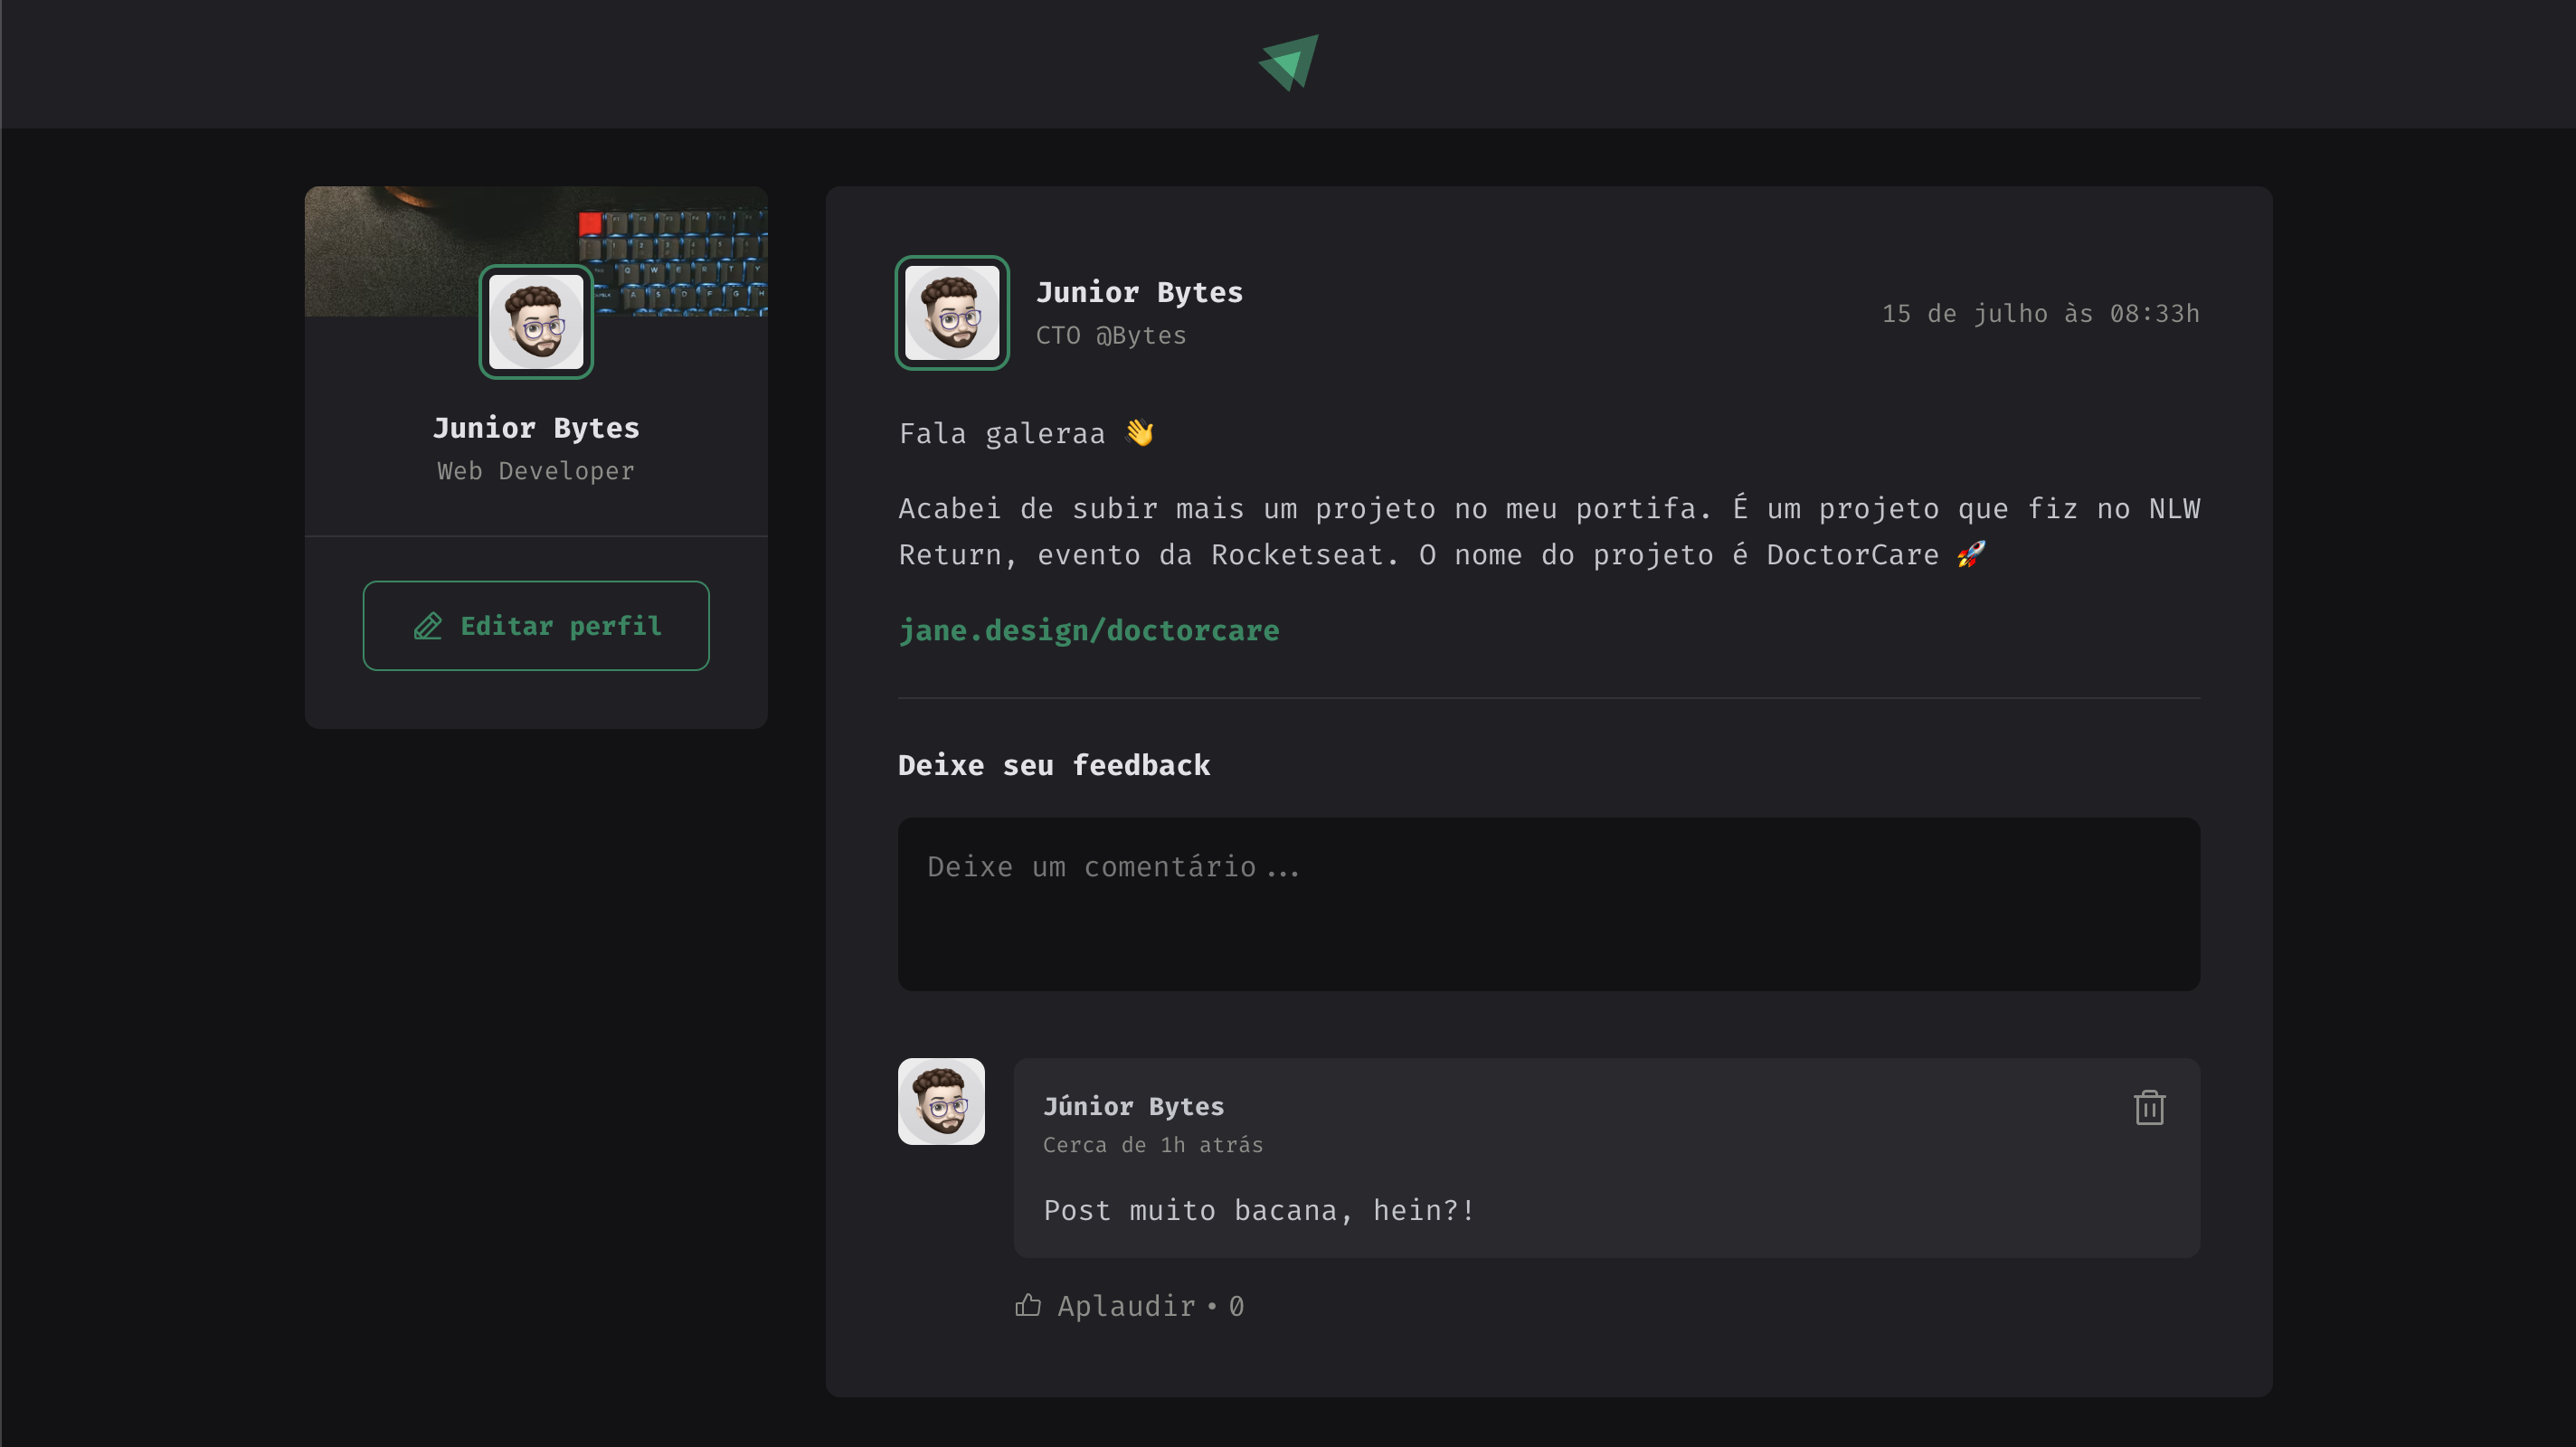 Junior Bytes
Web Developer
Editar perfil
Junior Bytes
CTO @Bytes
15 de julho às 08:33h
Fala galeraa 👋
Acabei de subir mais um projeto no meu portifa. É um projeto que fiz no NLW
Return, evento da Rocketseat. O nome do projeto é DoctorCare 🚀
jane.design/doctorcare
Deixe seu feedback
Deixe um comentário...
Júnior Bytes
Cerca de 1h atrás
Post muito bacana, hein?!
Aplaudir • 0